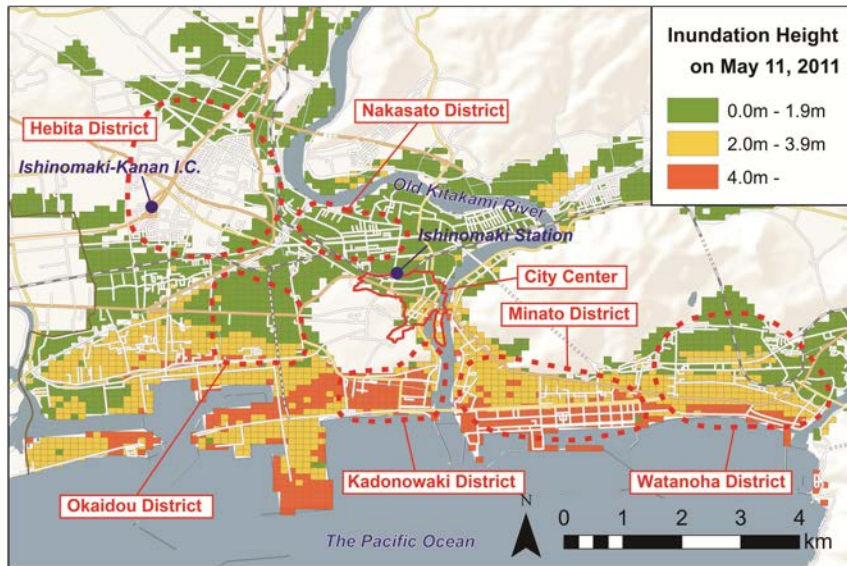 Inundation Height
on May 11, 2011
0.0m - 1.9m
2.0m - 3.9m
4.0m -
Nakasato District
Hebita District
Ishinomaki-Kanan I.C.
Old Kitakami River
Ishinomaki Station
City Center
Minato District
Okaidou District
Kadonowaki District
Watanoha District
The Pacific Ocean
N
0 1 2 3 4
km